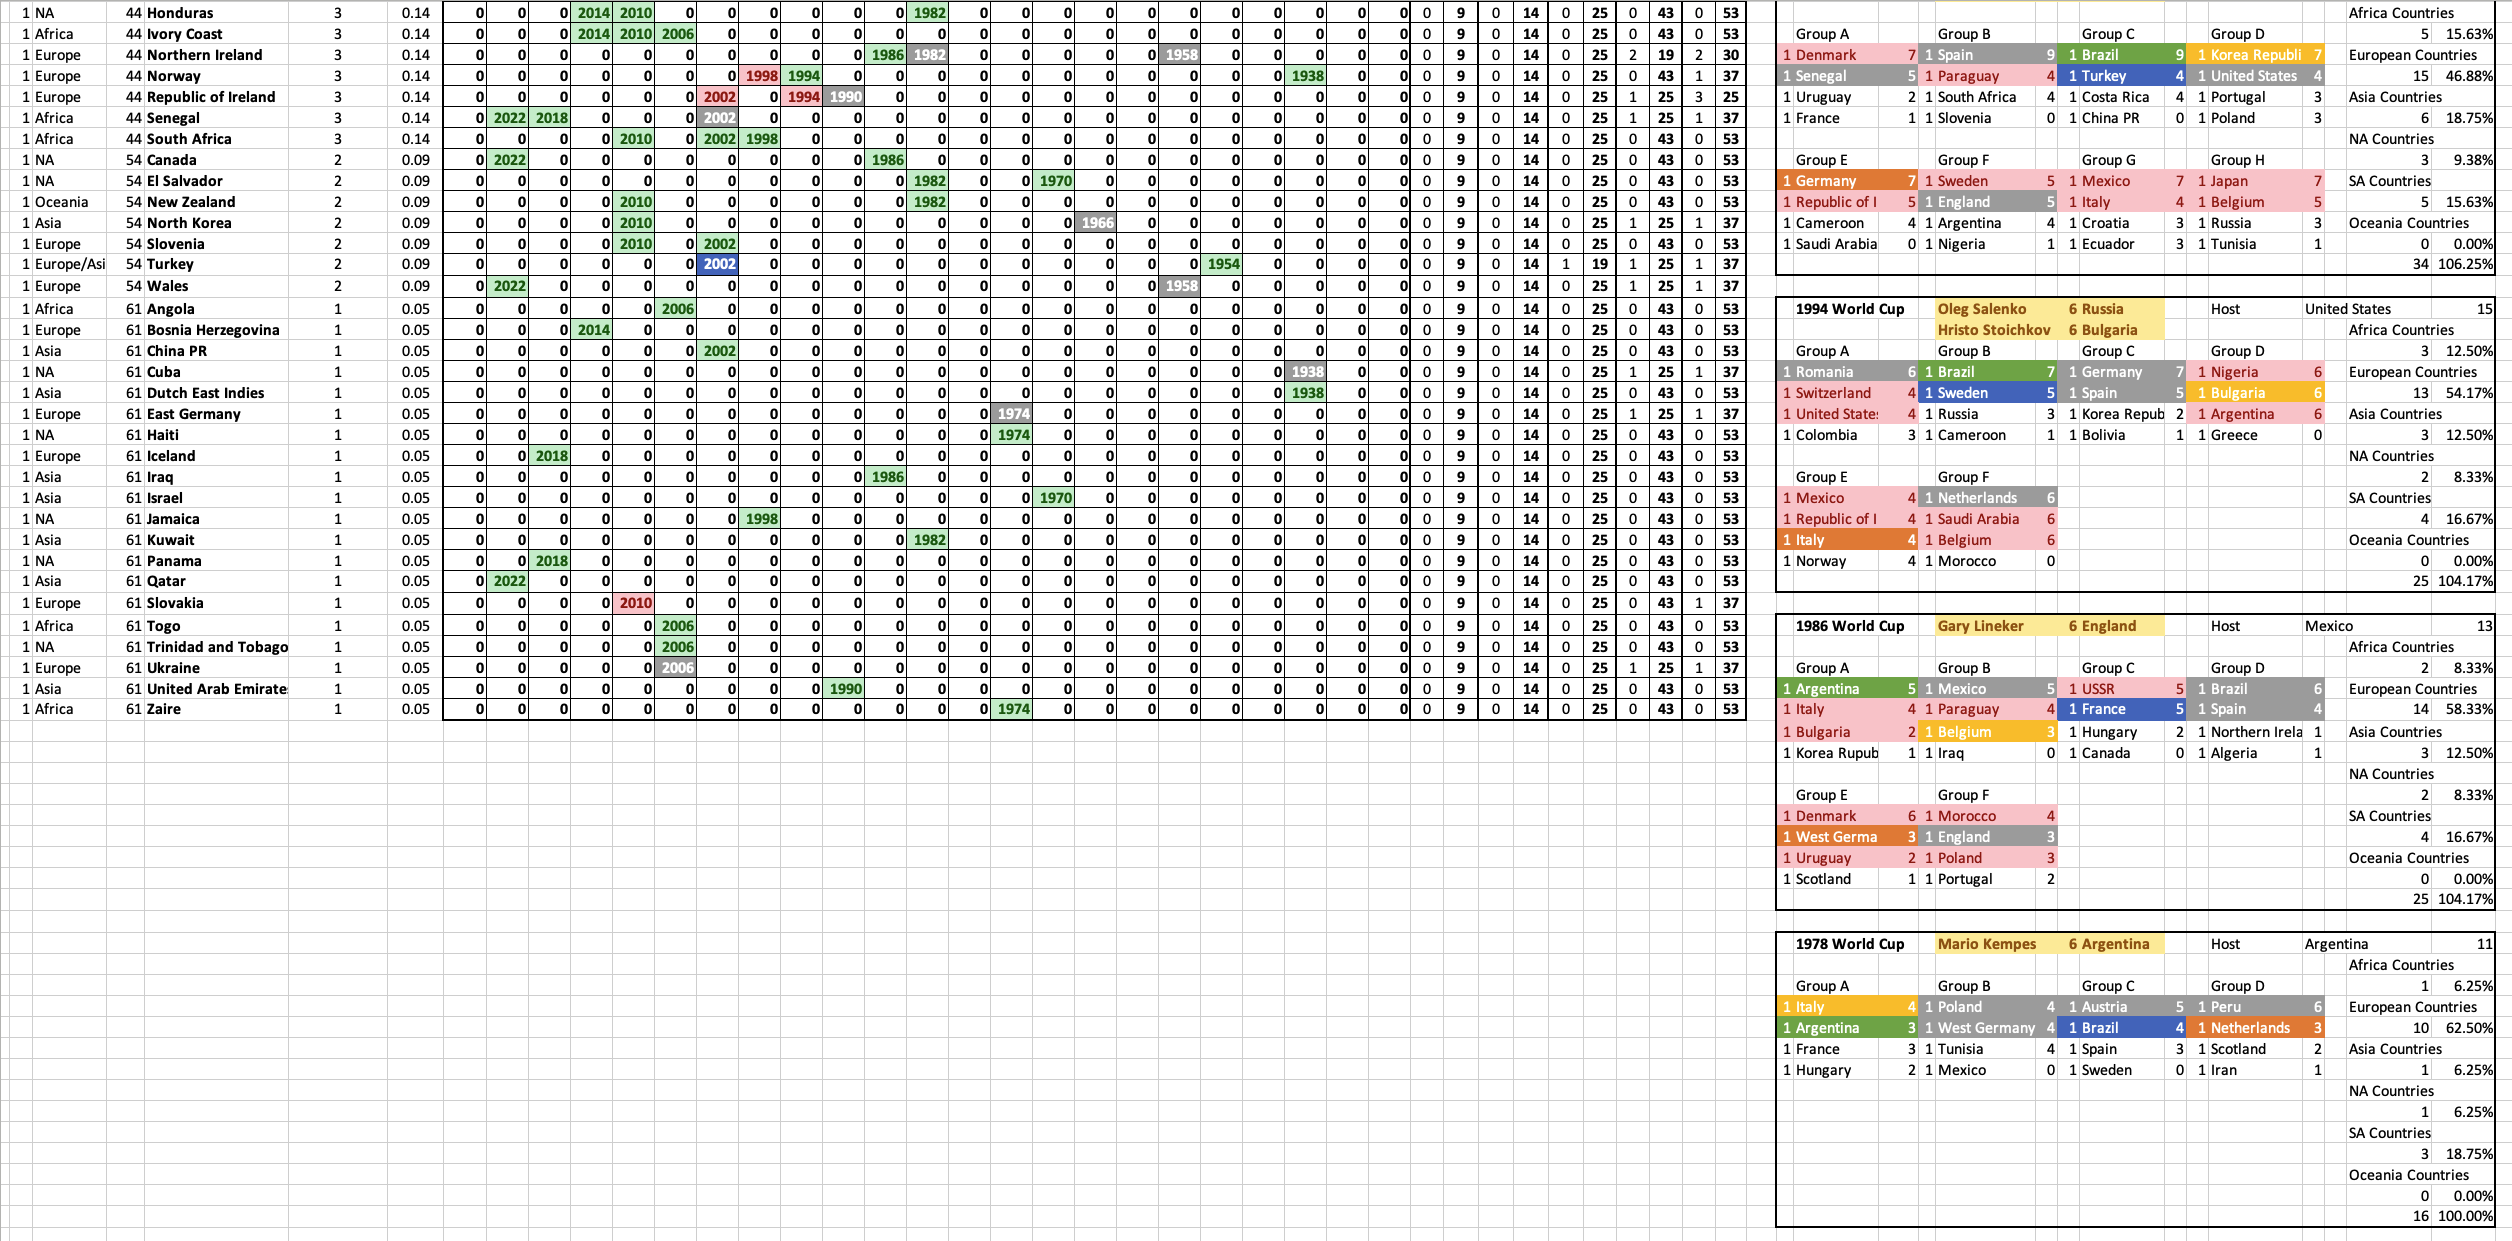 1 NA 44 Honduras 3 0.14 0 0 0 2014 2010 0 0 0 0 0 0 1982 0 0 0 0 0 0 0 0 0 0 0 0 9 0 14 0 25 0 43 0 53
1 Africa 44 Ivory Coast 3 0.14 0 0 0 2014 2010 2006 0 0 0 0 0 0 0 0 0 0 0 0 0 0 0 0 0 0 9 0 14 0 25 0 43 0 53
1 Europe 44 Northern Ireland 3 0.14 0 0 0 0 0 0 0 0 0 0 1986 1982 0 0 0 0 0 1958 0 0 0 0 0 0 9 0 14 0 25 2 19 2 30
1 Europe 44 Norway 3 0.14 0 0 0 0 0 0 0 1998 1994 0 0 0 0 0 0 0 0 0 0 0 1938 0 0 0 9 0 14 0 25 0 43 1 37
1 Europe 44 Republic of Ireland 3 0.14 0 0 0 0 0 0 2002 0 1994 1990 0 0 0 0 0 0 0 0 0 0 0 0 0 0 9 0 14 0 25 1 25 3 25
1 Africa 44 Senegal 3 0.14 0 2022 2018 0 0 0 2002 0 0 0 0 0 0 0 0 0 0 0 0 0 0 0 0 0 9 0 14 0 25 1 25 1 37
1 Africa 44 South Africa 3 0.14 0 0 0 0 2010 0 2002 1998 0 0 0 0 0 0 0 0 0 0 0 0 0 0 0 0 9 0 14 0 25 0 43 0 53
1 NA 54 Canada 2 0.09 0 2022 0 0 0 0 0 0 0 0 1986 0 0 0 0 0 0 0 0 0 0 0 0 0 9 0 14 0 25 0 43 0 53
1 NA 54 El Salvador 2 0.09 0 0 0 0 0 0 0 0 0 0 0 1982 0 0 1970 0 0 0 0 0 0 0 0 0 9 0 14 0 25 0 43 0 53
1 Oceania 54 New Zealand 2 0.09 0 0 0 0 2010 0 0 0 0 0 0 1982 0 0 0 0 0 0 0 0 0 0 0 0 9 0 14 0 25 0 43 0 53
1 Asia 54 North Korea 2 0.09 0 0 0 0 2010 0 0 0 0 0 0 0 0 0 0 1966 0 0 0 0 0 0 0 0 9 0 14 0 25 1 25 1 37
1 Europe 54 Slovenia 2 0.09 0 0 0 0 2010 0 2002 0 0 0 0 0 0 0 0 0 0 0 0 0 0 0 0 0 9 0 14 0 25 0 43 0 53
1 Europe/Asi 54 Turkey 2 0.09 0 0 0 0 0 0 2002 0 0 0 0 0 0 0 0 0 0 0 1954 0 0 0 0 0 9 0 14 1 19 1 25 1 37
1 Europe 54 Wales 2 0.09 0 2022 0 0 0 0 0 0 0 0 0 0 0 0 0 0 0 1958 0 0 0 0 0 0 9 0 14 0 25 1 25 1 37
1 Africa 61 Angola 1 0.05 0 0 0 0 0 2006 0 0 0 0 0 0 0 0 0 0 0 0 0 0 0 0 0 0 9 0 14 0 25 0 43 0 53
1 Europe 61 Bosnia Herzegovina 1 0.05 0 0 0 2014 0 0 0 0 0 0 0 0 0 0 0 0 0 0 0 0 0 0 0 0 9 0 14 0 25 0 43 0 53
1 Asia 61 China PR 1 0.05 0 0 0 0 0 0 2002 0 0 0 0 0 0 0 0 0 0 0 0 0 0 0 0 0 9 0 14 0 25 0 43 0 53
1 NA 61 Cuba 1 0.05 0 0 0 0 0 0 0 0 0 0 0 0 0 0 0 0 0 0 0 0 1938 0 0 0 9 0 14 0 25 1 25 1 37
1 Asia 61 Dutch East Indies 1 0.05 0 0 0 0 0 0 0 0 0 0 0 0 0 0 0 0 0 0 0 0 1938 0 0 0 9 0 14 0 25 0 43 0 53
1 Europe 61 East Germany 1 0.05 0 0 0 0 0 0 0 0 0 0 0 0 0 1974 0 0 0 0 0 0 0 0 0 0 9 0 14 0 25 1 25 1 37
1 NA 61 Haiti 1 0.05 0 0 0 0 0 0 0 0 0 0 0 0 0 1974 0 0 0 0 0 0 0 0 0 0 9 0 14 0 25 0 43 0 53
1 Europe 61 Iceland 1 0.05 0 0 2018 0 0 0 0 0 0 0 0 0 0 0 0 0 0 0 0 0 0 0 0 0 9 0 14 0 25 0 43 0 53
1 Asia 61 Iraq 1 0.05 0 0 0 0 0 0 0 0 0 0 1986 0 0 0 0 0 0 0 0 0 0 0 0 0 9 0 14 0 25 0 43 0 53
1 Asia 61 Israel 1 0.05 0 0 0 0 0 0 0 0 0 0 0 0 0 0 1970 0 0 0 0 0 0 0 0 0 9 0 14 0 25 0 43 0 53
1 NA 61 Jamaica 1 0.05 0 0 0 0 0 0 0 1998 0 0 0 0 0 0 0 0 0 0 0 0 0 0 0 0 9 0 14 0 25 0 43 0 53
1 Asia 61 Kuwait 1 0.05 0 0 0 0 0 0 0 0 0 0 0 1982 0 0 0 0 0 0 0 0 0 0 0 0 9 0 14 0 25 0 43 0 53
1 NA 61 Panama 1 0.05 0 0 2018 0 0 0 0 0 0 0 0 0 0 0 0 0 0 0 0 0 0 0 0 0 9 0 14 0 25 0 43 0 53
1 Asia 61 Qatar 1 0.05 0 2022 0 0 0 0 0 0 0 0 0 0 0 0 0 0 0 0 0 0 0 0 0 0 9 0 14 0 25 0 43 0 53
1 Europe 61 Slovakia 1 0.05 0 0 0 0 2010 0 0 0 0 0 0 0 0 0 0 0 0 0 0 0 0 0 0 0 9 0 14 0 25 0 43 1 37
1 Africa 61 Togo 1 0.05 0 0 0 0 0 2006 0 0 0 0 0 0 0 0 0 0 0 0 0 0 0 0 0 0 9 0 14 0 25 0 43 0 53
1 NA 61 Trinidad and Tobago 1 0.05 0 0 0 0 0 2006 0 0 0 0 0 0 0 0 0 0 0 0 0 0 0 0 0 0 9 0 14 0 25 0 43 0 53
1 Europe 61 Ukraine 1 0.05 0 0 0 0 0 2006 0 0 0 0 0 0 0 0 0 0 0 0 0 0 0 0 0 0 9 0 14 0 25 1 25 1 37
1 Asia 61 United Arab Emirate 1 0.05 0 0 0 0 0 0 0 0 0 1990 0 0 0 0 0 0 0 0 0 0 0 0 0 0 9 0 14 0 25 0 43 0 53
1 Africa 61 Zaire 1 0.05 0 0 0 0 0 0 0 0 0 0 0 0 0 1974 0 0 0 0 0 0 0 0 0 0 9 0 14 0 25 0 43 0 53
Africa Countries
Group A Group B Group C Group D 5 15.63%
1 Denmark 7 1 Spain 9 1 Brazil 9 1 Korea Republi 7 European Countries
1 Senegal 5 1 Paraguay 4 1 Turkey 4 1 United States 4 15 46.88%
1 Uruguay 2 1 South Africa 4 1 Costa Rica 4 1 Portugal 3 Asia Countries
1 France 1 1 Slovenia 0 1 China PR 0 1 Poland 3 6 18.75%
NA Countries
Group E Group F Group G Group H 3 9.38%
1 Germany 7 1 Sweden 5 1 Mexico 7 1 Japan 7 SA Countries
1 Republic of I 5 1 England 5 1 Italy 4 1 Belgium 5 5 15.63%
1 Cameroon 4 1 Argentina 4 1 Croatia 3 1 Russia 3 Oceania Countries
1 Saudi Arabia 0 1 Nigeria 1 1 Ecuador 3 1 Tunisia 1 0 0.00%
34 106.25%
1994 World Cup Oleg Salenko 6 Russia Host United States 15
Hristo Stoichkov 6 Bulgaria Africa Countries
Group A Group B Group C Group D 3 12.50%
1 Romania 6 1 Brazil 7 1 Germany 7 1 Nigeria 6 European Countries
1 Switzerland 4 1 Sweden 5 1 Spain 5 1 Bulgaria 6 13 54.17%
1 United State 4 1 Russia 3 1 Korea Repub 2 1 Argentina 6 Asia Countries
1 Colombia 3 1 Cameroon 1 1 Bolivia 1 1 Greece 0 3 12.50%
NA Countries
Group E Group F 2 8.33%
1 Mexico 4 1 Netherlands 6 SA Countries
1 Republic of I 4 1 Saudi Arabia 6 4 16.67%
1 Italy 4 1 Belgium 6 Oceania Countries
1 Norway 4 1 Morocco 0 0 0.00%
25 104.17%
1986 World Cup Gary Lineker 6 England Host Mexico 13
Africa Countries
Group A Group B Group C Group D 2 8.33%
1 Argentina 5 1 Mexico 5 1 USSR 5 1 Brazil 6 European Countries
1 Italy 4 1 Paraguay 4 1 France 5 1 Spain 4 14 58.33%
1 Bulgaria 2 1 Belgium 3 1 Hungary 2 1 Northern Irela 1 Asia Countries
1 Korea Rupub 1 1 Iraq 0 1 Canada 0 1 Algeria 1 3 12.50%
NA Countries
Group E Group F 2 8.33%
1 Denmark 6 1 Morocco 4 SA Countries
1 West Germa 3 1 England 3 4 16.67%
1 Uruguay 2 1 Poland 3 Oceania Countries
1 Scotland 1 1 Portugal 2 0 0.00%
25 104.17%
1978 World Cup Mario Kempes 6 Argentina Host Argentina 11
Africa Countries
Group A Group B Group C Group D 1 6.25%
1 Italy 4 1 Poland 4 1 Austria 5 1 Peru 6 European Countries
1 Argentina 3 1 West Germany 4 1 Brazil 4 1 Netherlands 3 10 62.50%
1 France 3 1 Tunisia 4 1 Spain 3 1 Scotland 2 Asia Countries
1 Hungary 2 1 Mexico 0 1 Sweden 0 1 Iran 1 1 6.25%
NA Countries
1 6.25%
SA Countries
3 18.75%
Oceania Countries
0 0.00%
16 100.00%